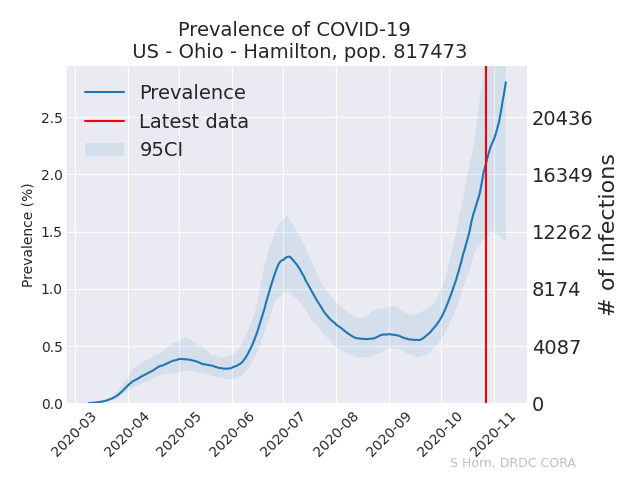 Prevalence of COVID-19
US - Ohio - Hamilton, pop. 817473
Prevalence
Latest data
95CI
Prevalence (%)
2.5
2.0
1.5
1.0
0.5
0.0
20436
16349
12262
8174
4087
0
# of infections
2020-03
2020-04
2020-05
2020-06
2020-07
2020-08
2020-09
2020-10
2020-11
S Horn, DRDC CORA